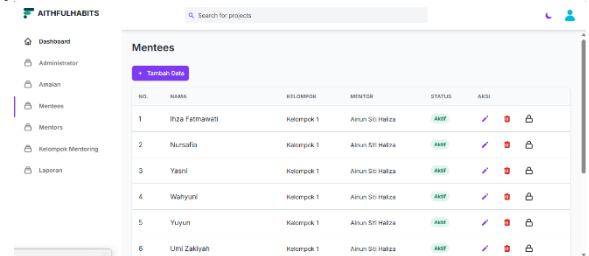 AITHFULHABITS
Search for projects
Dashboard
Administrator
Amalan
Mentees
Mentors
Kelompok Mentoring
Laporan
Mentees
+ Tambah Data
NO. NAMA KELOMPOK MENTOR STATUS AKSI
1 Ihza Fatmawati Kelompok 1 Ainun Siti Haliza Aktif
2 Nursafia Kelompok 1 Ainun Siti Haliza Aktif
3 Yasni Kelompok 1 Ainun Siti Haliza Aktif
4 Wahyuni Kelompok 1 Ainun Siti Haliza Aktif
5 Yuyun Kelompok 1 Ainun Siti Haliza Aktif
6 Umi Zakiyah Kelompok 1 Ainun Siti Haliza Aktif